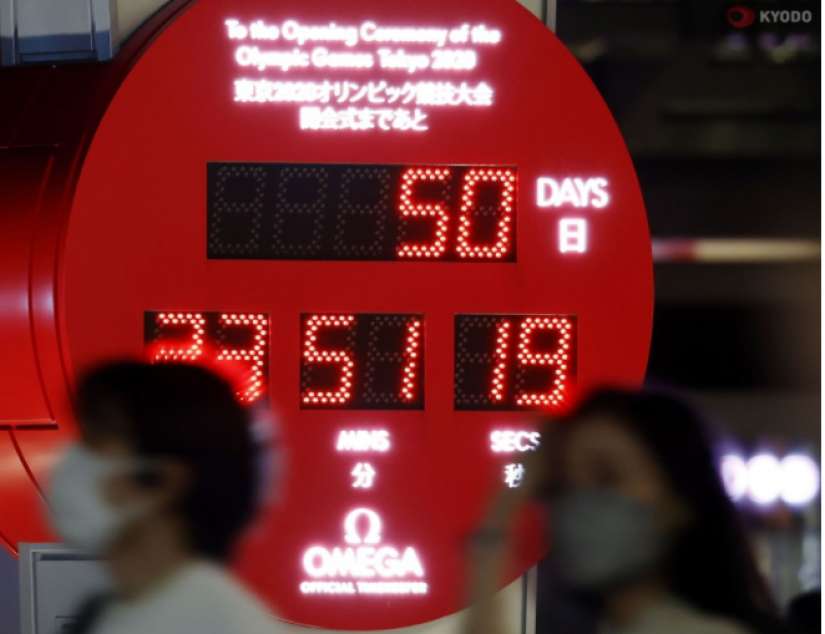 KYODO
To the Opening Ceremony of the
Olympic Games Tokyo 2020
東京2020オリンピック競技大会
開会式まであと
50 DAYS
日
23 51 19
MINS SECS
分 秒
Ω
OMEGA
OFFICIAL TIMEKEEPER